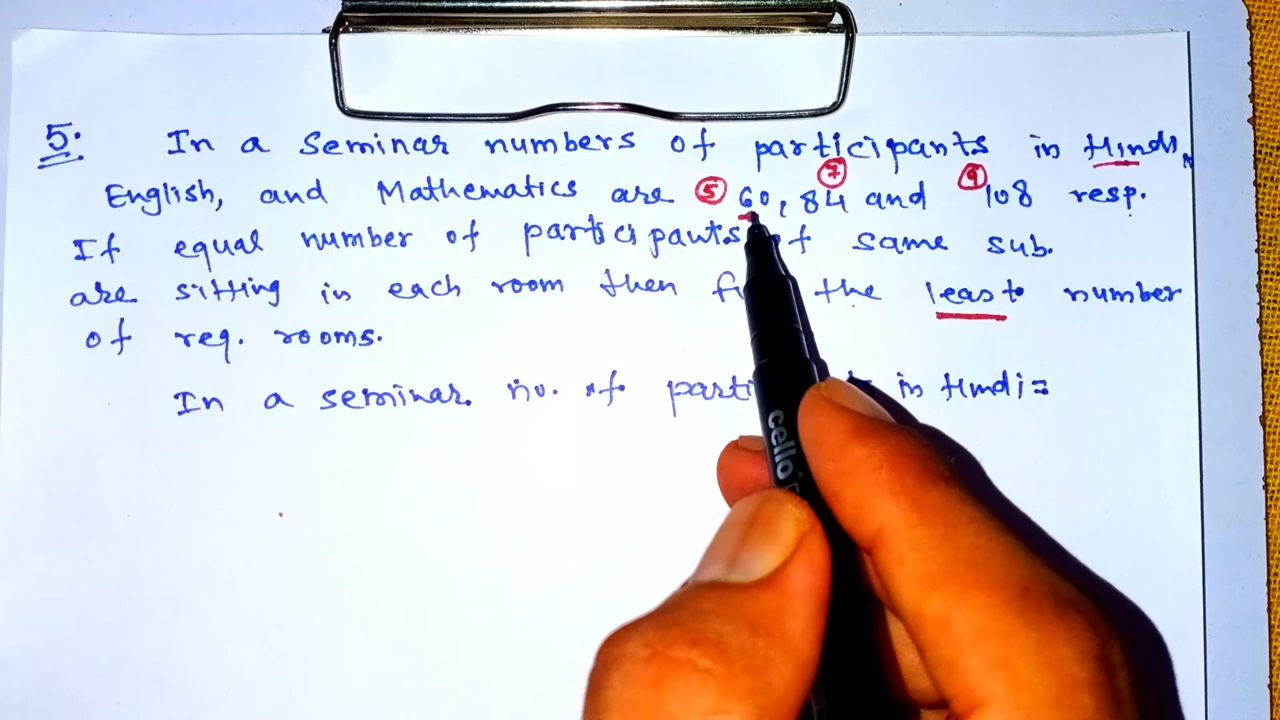 5. In a seminar numbers of participants in Hindi,
English, and Mathematics are ⑤ 60, ⑦ 84 and ⑨ 108 resp.
If equal number of participants of same sub.
are sitting in each room then the least number
of req. rooms.
In a seminar no. of in Hindi =
cello